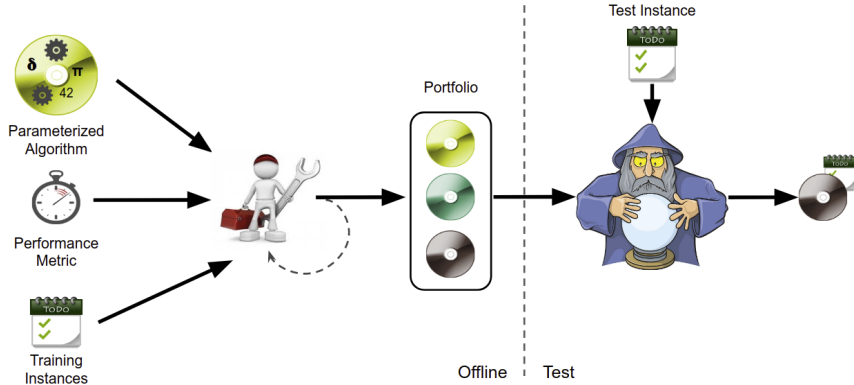 Test Instance
ToDo
δ
π
42
Parameterized
Algorithm
Portfolio
Performance
Metric
ToDo
Training
Instances
Offline
Test